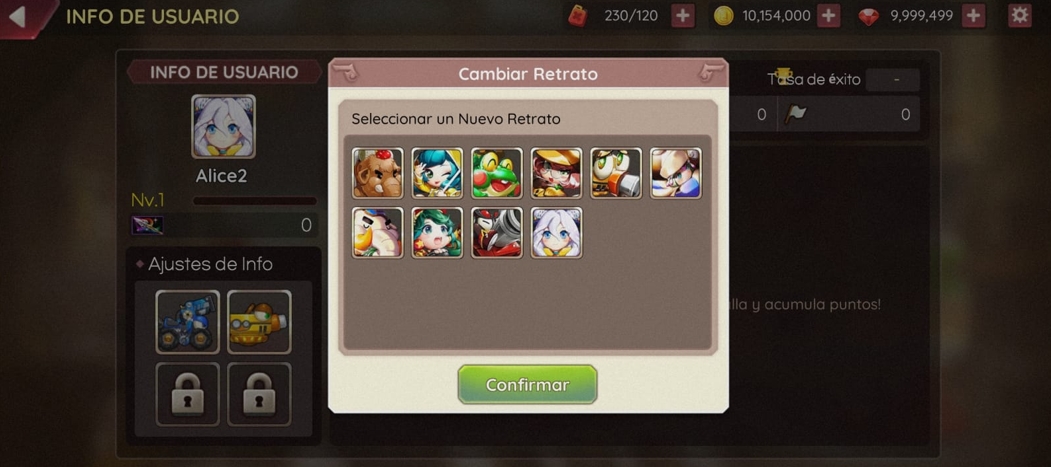 INFO DE USUARIO
230/120
10,154,000
9,999,499
INFO DE USUARIO
Alice2
Nv.1
0
Ajustes de Info
Cambiar Retrato
Seleccionar un Nuevo Retrato
Confirmar
Tasa de éxito
-
0
0
lla y acumula puntos!